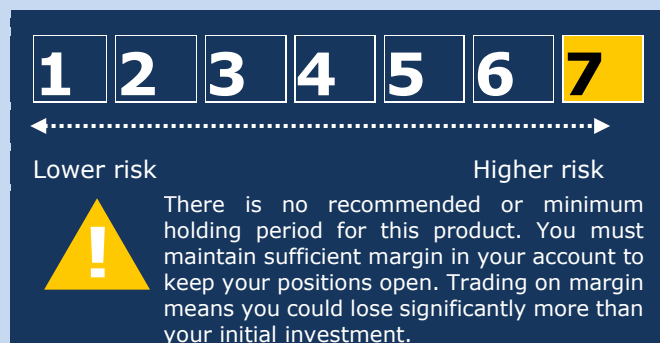 1 2 3 4 5 6 7
Lower risk Higher risk
!
There is no recommended or minimum
holding period for this product. You must
maintain sufficient margin in your account to
keep your positions open. Trading on margin
means you could lose significantly more than
your initial investment.